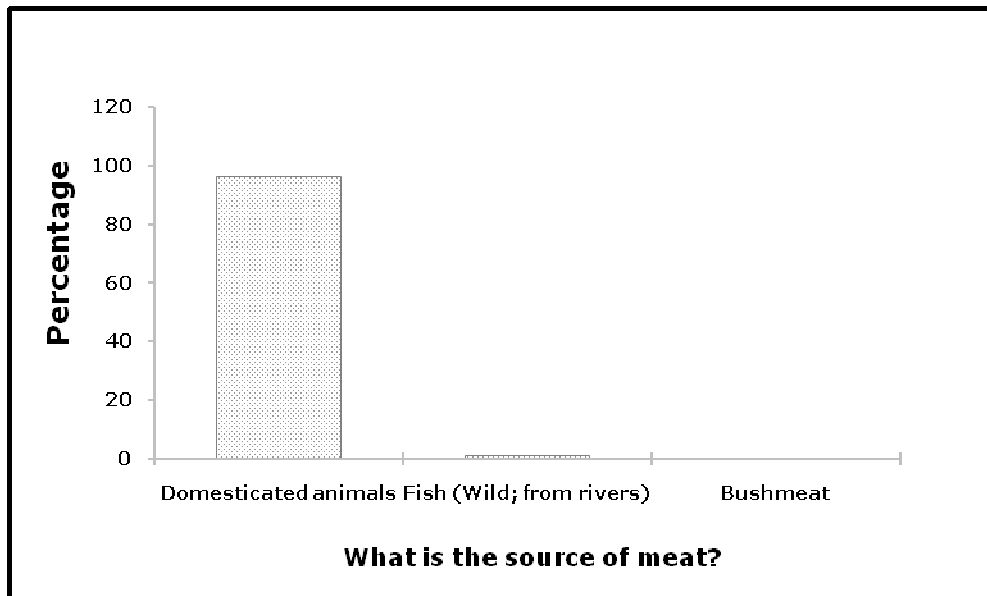 Percentage
120
100
80
60
40
20
0
Domesticated animals Fish (Wild; from rivers) Bushmeat
What is the source of meat?